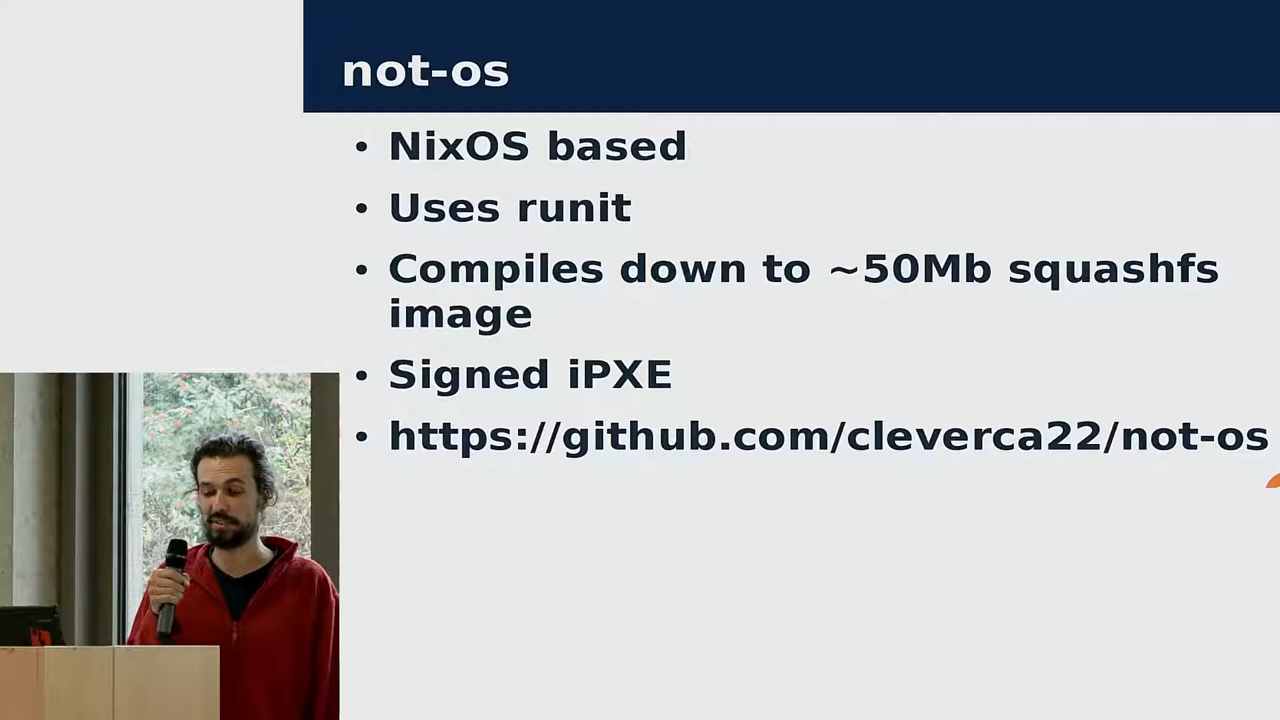 not-os
• NixOS based
• Uses runit
• Compiles down to ~50Mb squashfs
image
• Signed iPXE
• https://github.com/cleverca22/not-os